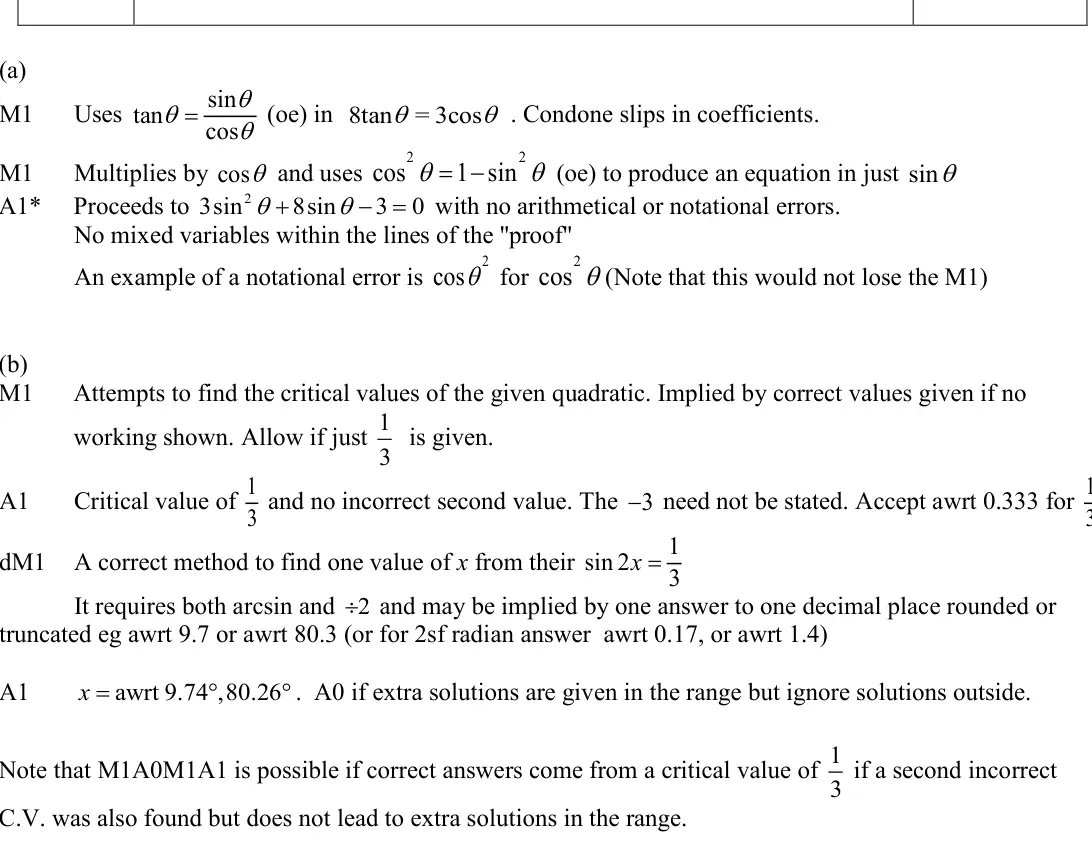 (a)
M1 Uses tanθ = sinθ/cosθ (oe) in 8tanθ = 3cosθ . Condone slips in coefficients.
M1 Multiplies by cosθ and uses cos²θ = 1−sin²θ (oe) to produce an equation in just sinθ
A1* Proceeds to 3sin²θ + 8sinθ − 3 = 0 with no arithmetical or notational errors.
No mixed variables within the lines of the "proof"
An example of a notational error is cosθ² for cos²θ (Note that this would not lose the M1)
(b)
M1 Attempts to find the critical values of the given quadratic. Implied by correct values given if no
working shown. Allow if just 1/3 is given.
A1 Critical value of 1/3 and no incorrect second value. The −3 need not be stated. Accept awrt 0.333 for 1/3
dM1 A correct method to find one value of x from their sin 2x = 1/3
It requires both arcsin and ÷2 and may be implied by one answer to one decimal place rounded or
truncated eg awrt 9.7 or awrt 80.3 (or for 2sf radian answer awrt 0.17, or awrt 1.4)
A1 x = awrt 9.74°,80.26° . A0 if extra solutions are given in the range but ignore solutions outside.
Note that M1A0M1A1 is possible if correct answers come from a critical value of 1/3 if a second incorrect
C.V. was also found but does not lead to extra solutions in the range.